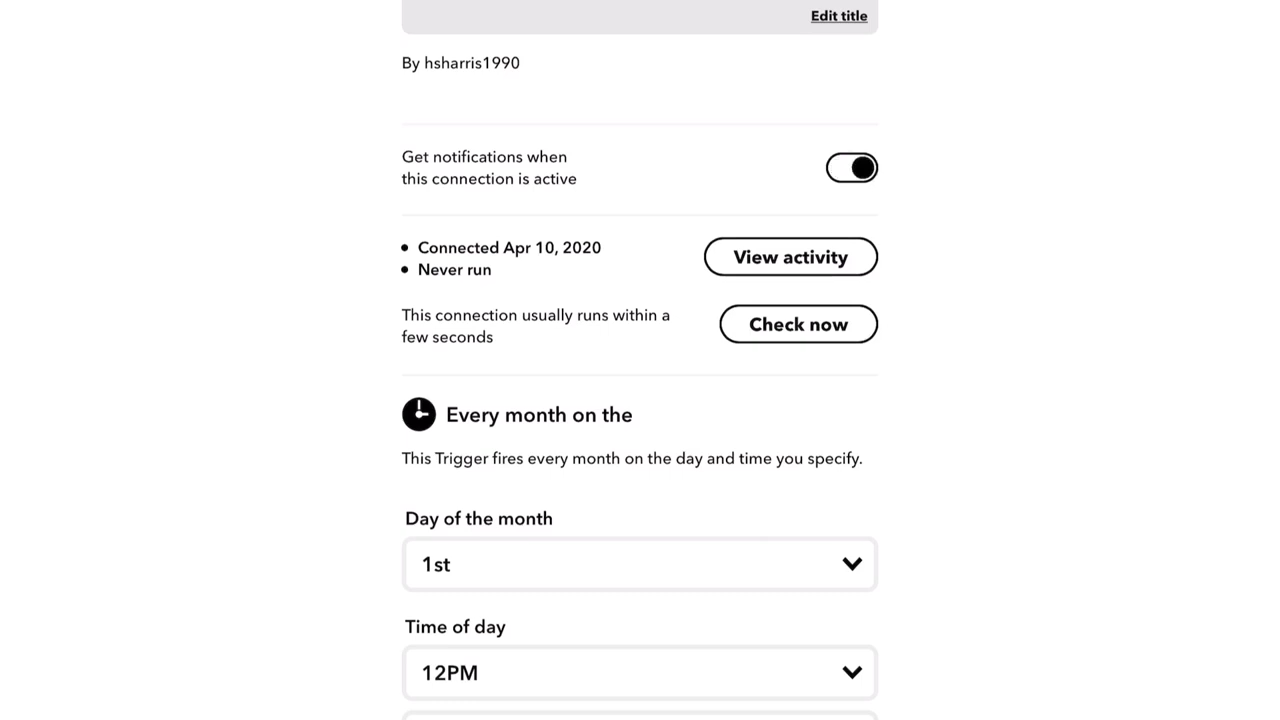 Edit title
By hsharris1990
Get notifications when
this connection is active
Connected Apr 10, 2020
Never run
View activity
This connection usually runs within a
few seconds
Check now
Every month on the
This Trigger fires every month on the day and time you specify.
Day of the month
1st
Time of day
12PM